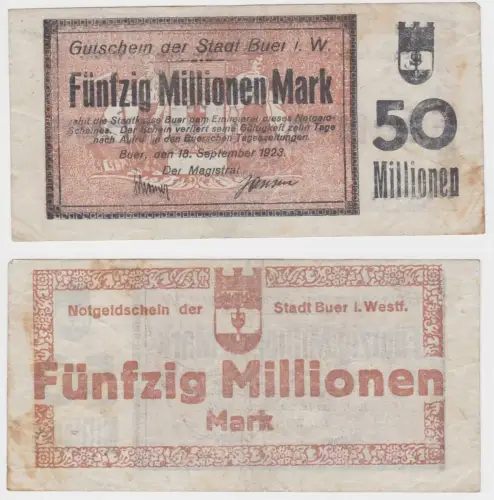 Gutschein der Stadt Buer i. W.
Fünfzig Millionen Mark
zahlt die Stadtkasse Buer dem Einlieferer dieses Notgeld-
Scheines. Der Schein verliert seine Gültigkeit zehn Tage
nach Aufruf in den Buerschen Tageszeitungen.
Buer, den 18. September 1923.
Der Magistrat
50
Millionen
Notgeldschein der Stadt Buer i. Westf.
Fünfzig Millionen
Mark